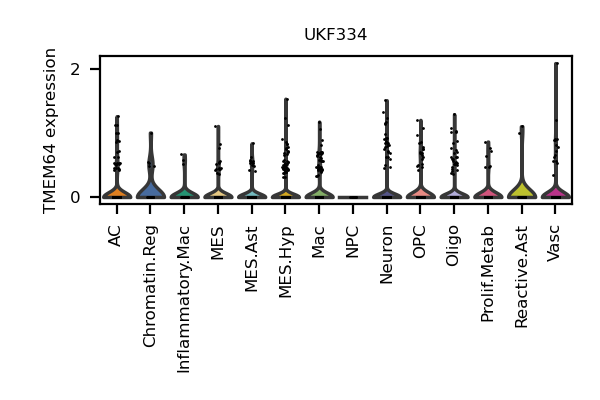 UKF334
TMEM64 expression
2
0
AC
Chromatin.Reg
Inflammatory.Mac
MES
MES.Ast
MES.Hyp
Mac
NPC
Neuron
OPC
Oligo
Prolif.Metab
Reactive.Ast
Vasc